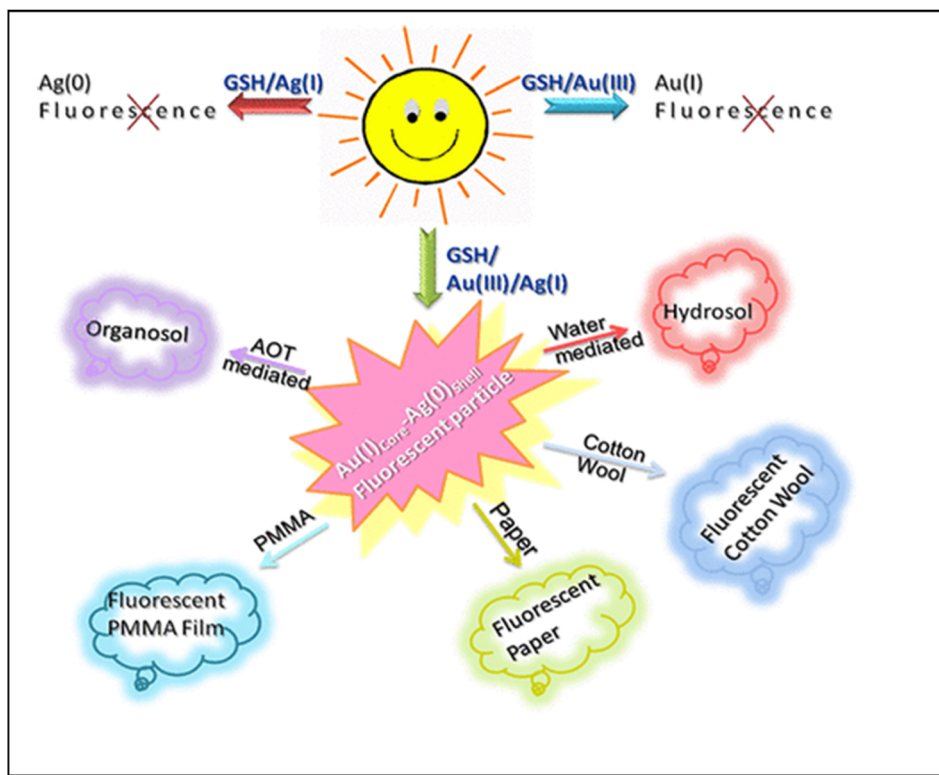 Ag(0)
Fluorescence
GSH/Ag(I)
GSH/Au(III)
Au(I)
Fluorescence
GSH/
Au(III)/Ag(I)
Organosol
AOT
mediated
Water
mediated
Hydrosol
Au(I)Core-Ag(0)Shell
Fluorescent particle
Cotton
Wool
Fluorescent
Cotton Wool
PMMA
Paper
Fluorescent
PMMA Film
Fluorescent
Paper